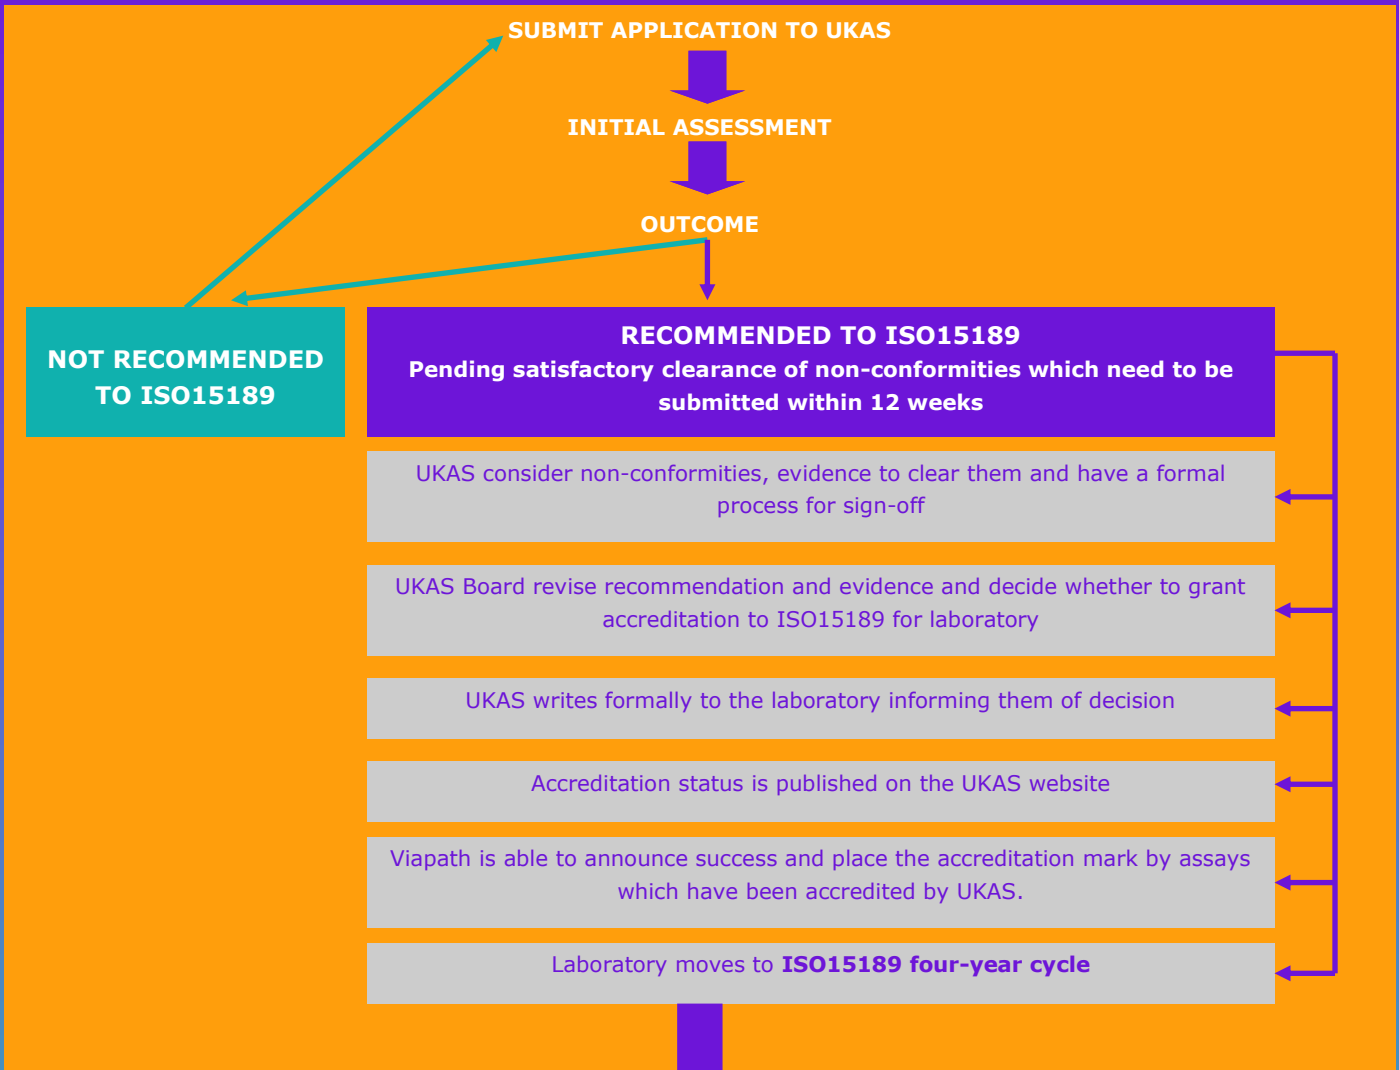 SUBMIT APPLICATION TO UKAS
INITIAL ASSESSMENT
OUTCOME
NOT RECOMMENDED
TO ISO15189
RECOMMENDED TO ISO15189
Pending satisfactory clearance of non-conformities which need to be
submitted within 12 weeks
UKAS consider non-conformities, evidence to clear them and have a formal
process for sign-off
UKAS Board revise recommendation and evidence and decide whether to grant
accreditation to ISO15189 for laboratory
UKAS writes formally to the laboratory informing them of decision
Accreditation status is published on the UKAS website
Viapath is able to announce success and place the accreditation mark by assays
which have been accredited by UKAS.
Laboratory moves to ISO15189 four-year cycle